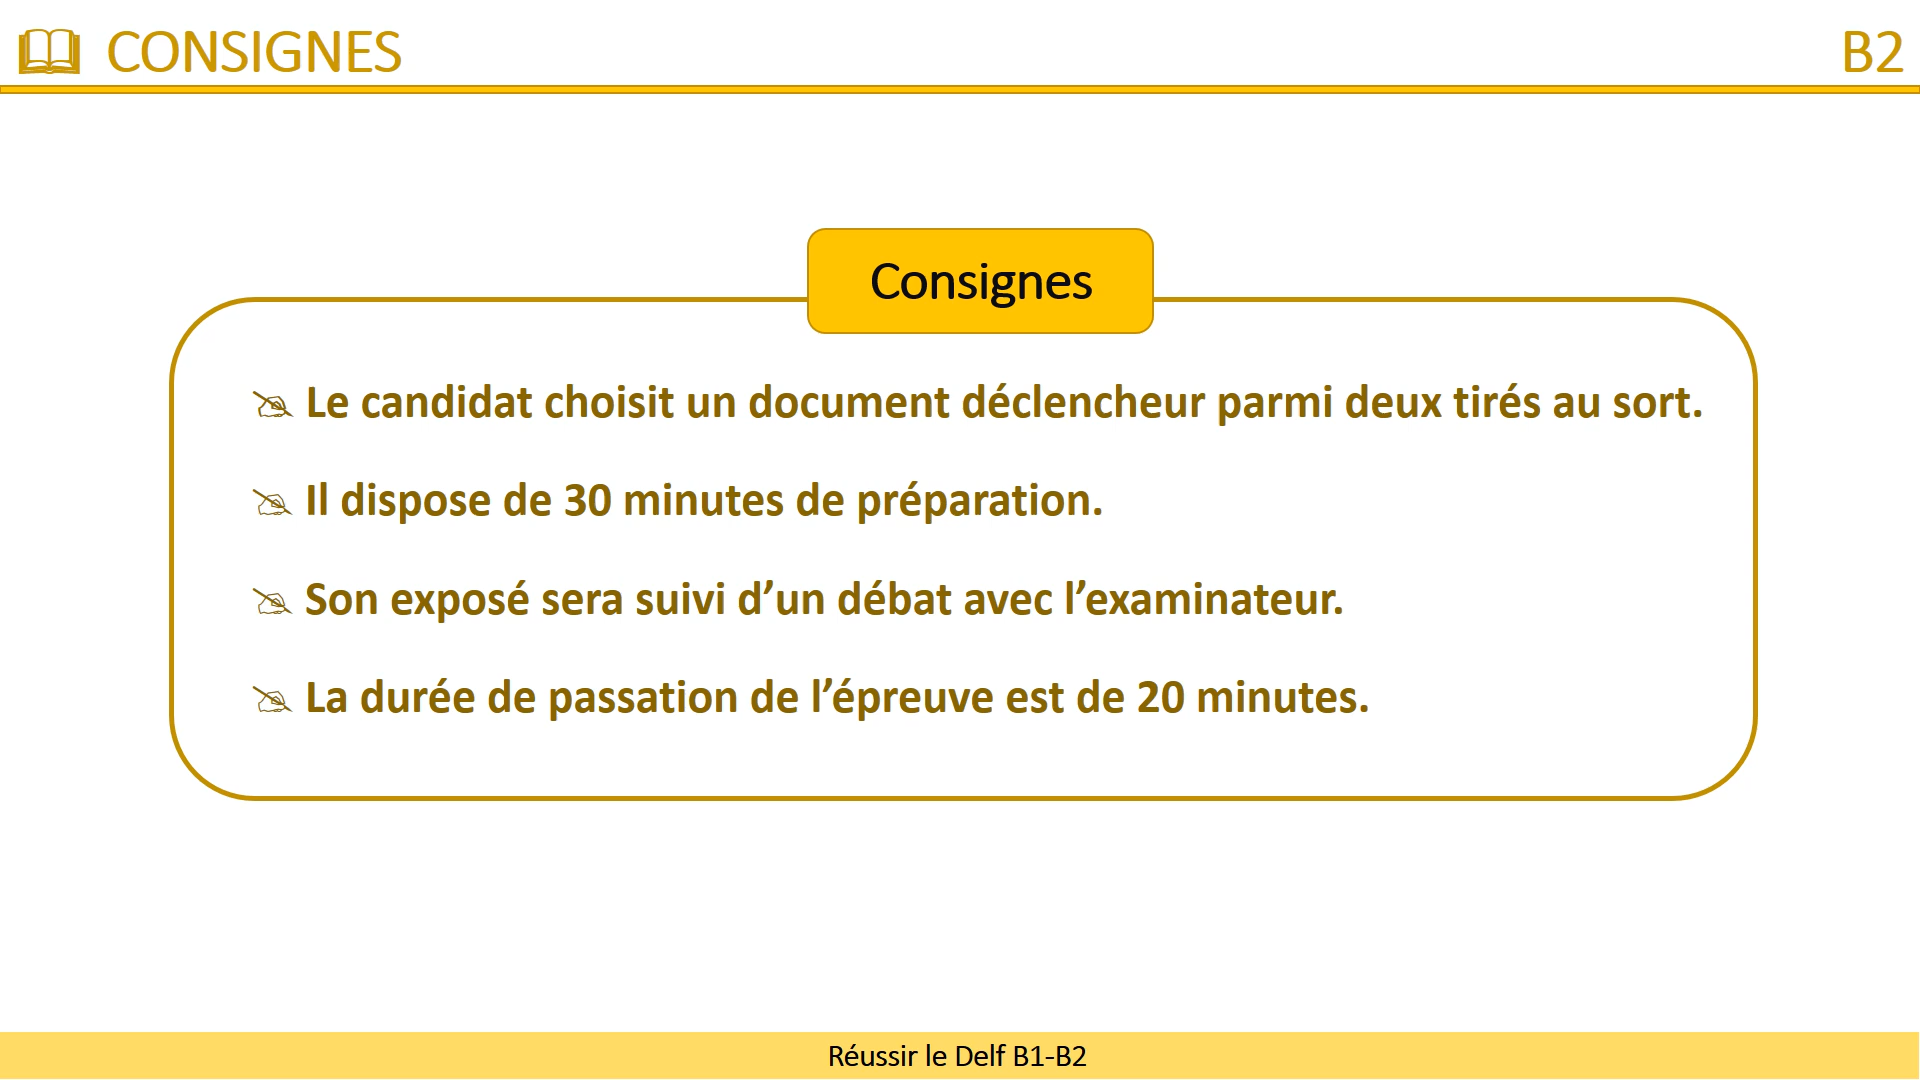 CONSIGNES
B2
Consignes
Le candidat choisit un document déclencheur parmi deux tirés au sort.
Il dispose de 30 minutes de préparation.
Son exposé sera suivi d’un débat avec l’examinateur.
La durée de passation de l’épreuve est de 20 minutes.
Réussir le Delf B1-B2